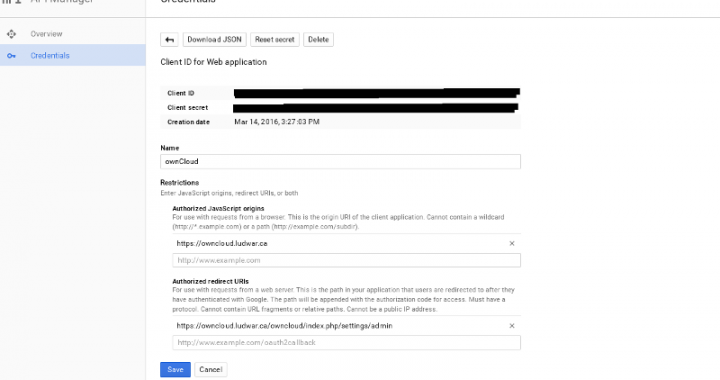 API Manager
Credentials
Overview
Credentials
Download JSON Reset secret Delete
Client ID for Web application
Client ID
Client secret
Creation date Mar 14, 2016, 3:27:03 PM
Name
ownCloud
Restrictions
Enter JavaScript origins, redirect URIs, or both
Authorized JavaScript origins
For use with requests from a browser. This is the origin URI of the client application. Cannot contain a wildcard
(http://*.example.com) or a path (http://example.com/subdir).
https://owncloud.ludwar.ca ×
http://www.example.com
Authorized redirect URIs
For use with requests from a web server. This is the path in your application that users are redirected to after they
have authenticated with Google. The path will be appended with the authorization code for access. Must have a
protocol. Cannot contain URL fragments or relative paths. Cannot be a public IP address.
https://owncloud.ludwar.ca/owncloud/index.php/settings/admin ×
http://www.example.com/oauth2callback
Save Cancel